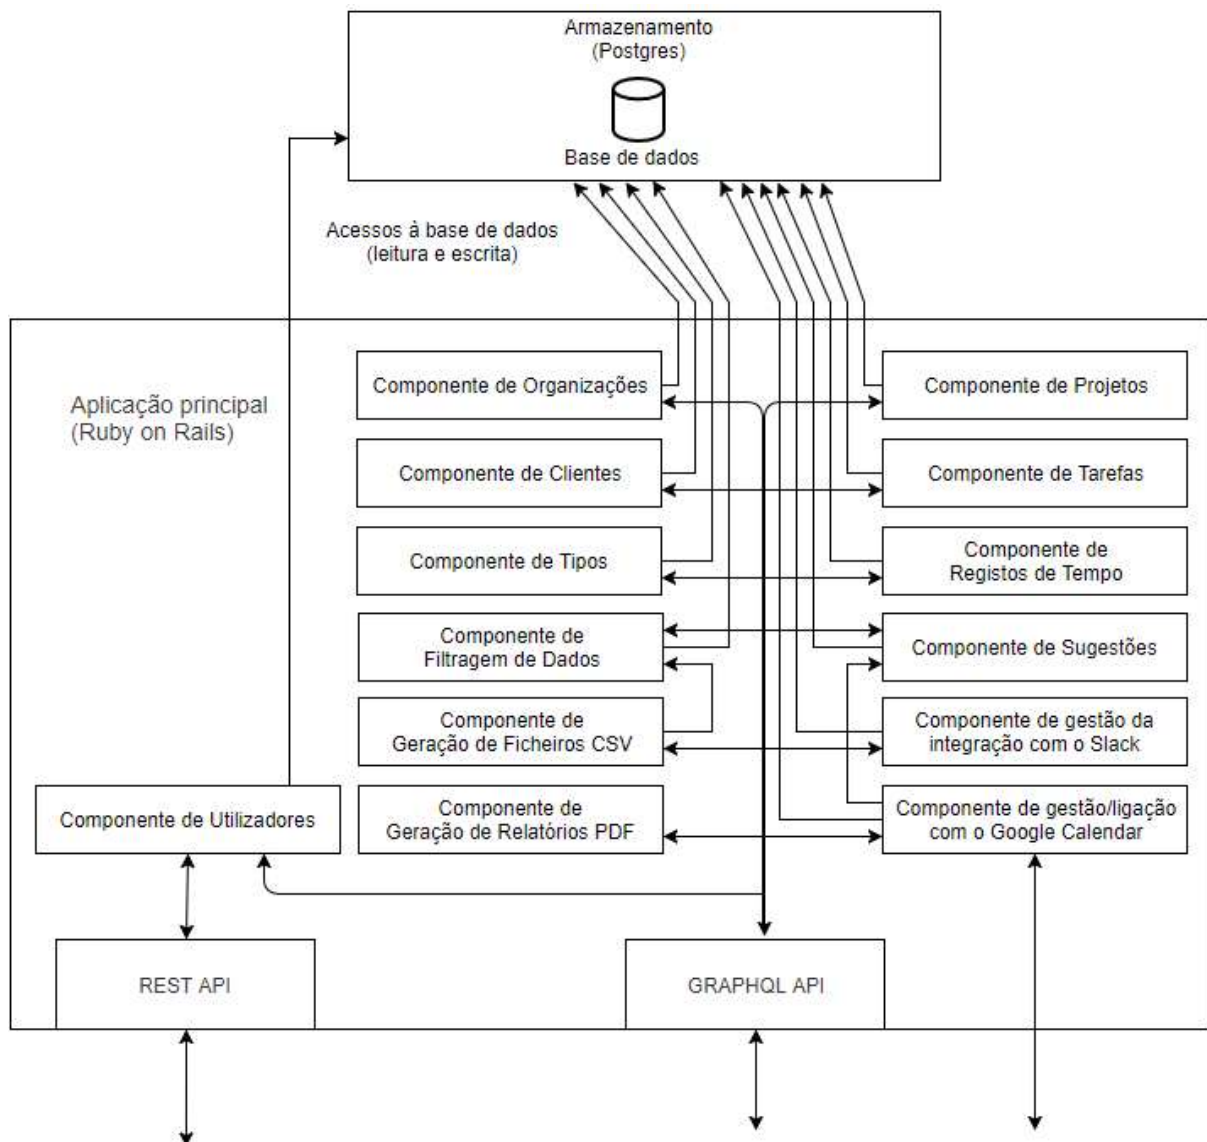 Armazenamento
(Postgres)
Base de dados
Acessos à base de dados
(leitura e escrita)
Aplicação principal
(Ruby on Rails)
Componente de Organizações
Componente de Projetos
Componente de Clientes
Componente de Tarefas
Componente de Tipos
Componente de
Registos de Tempo
Componente de
Filtragem de Dados
Componente de Sugestões
Componente de
Geração de Ficheiros CSV
Componente de gestão da
integração com o Slack
Componente de Utilizadores
Componente de
Geração de Relatórios PDF
Componente de gestão/ligação
com o Google Calendar
REST API
GRAPHQL API